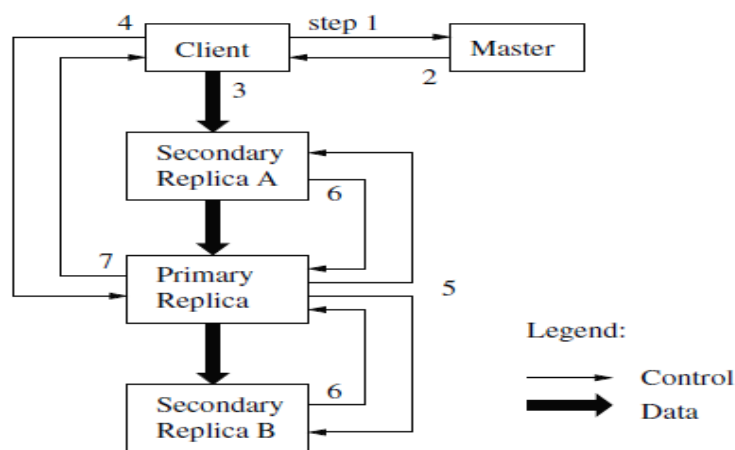 4
step 1
Client
Master
2
3
Secondary
Replica A
6
7
Primary
Replica
5
Legend:
6
Control
Secondary
Replica B
Data